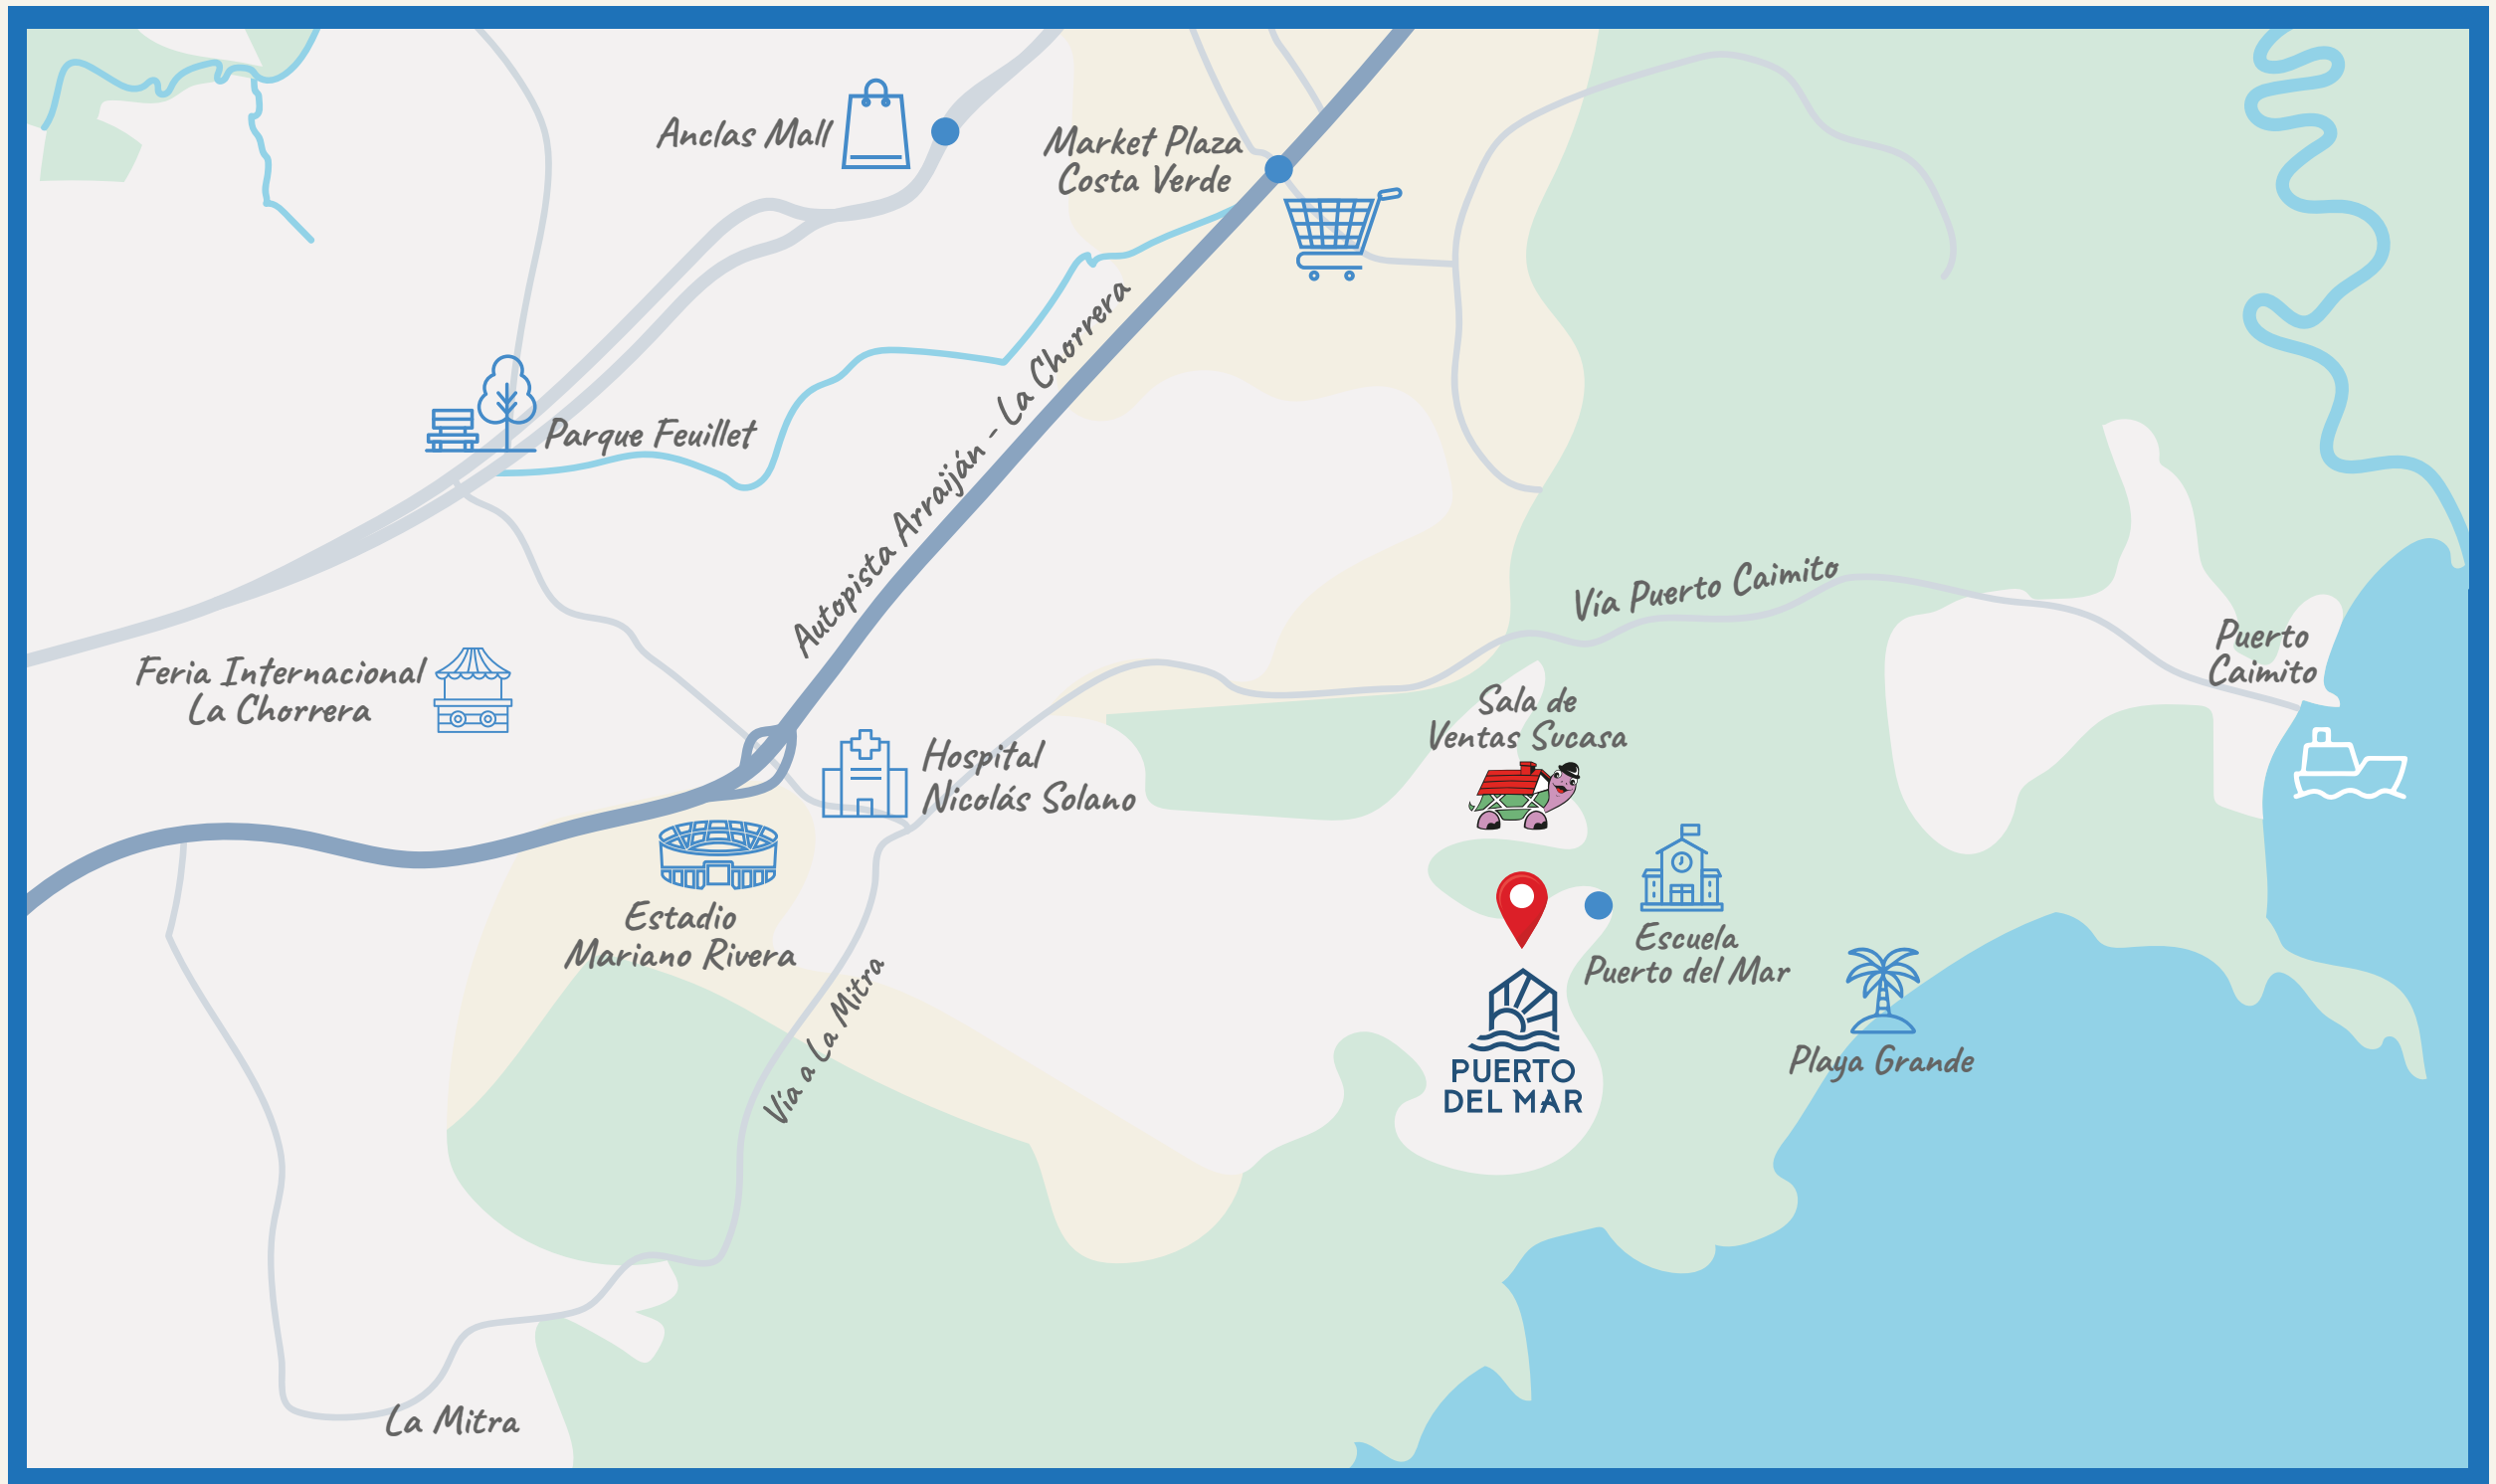 Anclas Mall
Market Plaza
Costa Verde
Autopista Arraiján - La Chorrera
Parque Feuillet
Vía Puerto Caimito
Puerto
Caimito
Feria Internacional
La Chorrera
Sala de
Ventas Sucasa
Hospital
Nicolás Solano
Estadio
Mariano Rivera
Escuela
Puerto del Mar
Vía a La Mitra
PUERTO
DEL MAR
Playa Grande
La Mitra